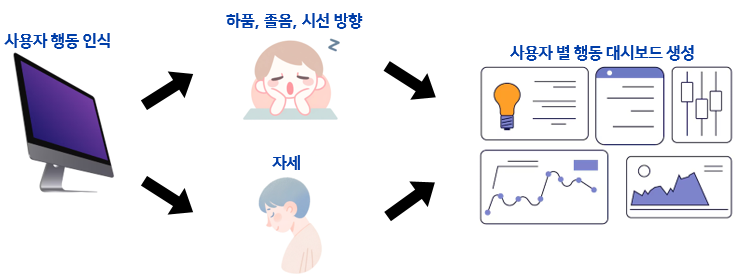 사용자 행동 인식
하품, 졸음, 시선 방향
z
z
자세
사용자 별 행동 대시보드 생성